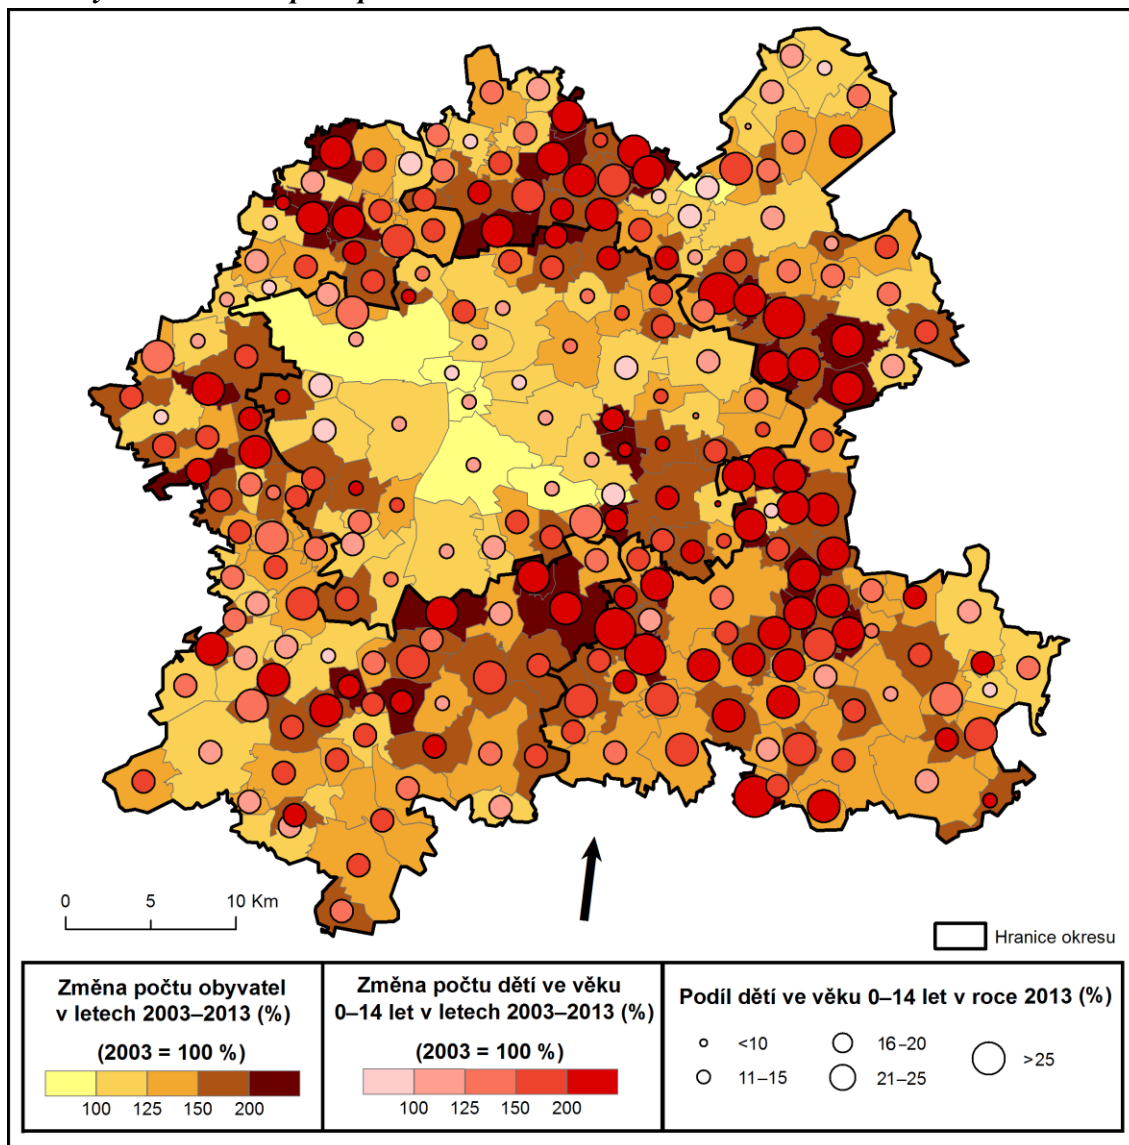 0 5 10 Km
Hranice okresu
Změna počtu obyvatel
v letech 2003–2013 (%)
(2003 = 100 %)
100 125 150 200
Změna počtu dětí ve věku
0–14 let v letech 2003–2013 (%)
(2003 = 100 %)
100 125 150 200
Podíl dětí ve věku 0–14 let v roce 2013 (%)
<10 16–20 >25
11–15 21–25